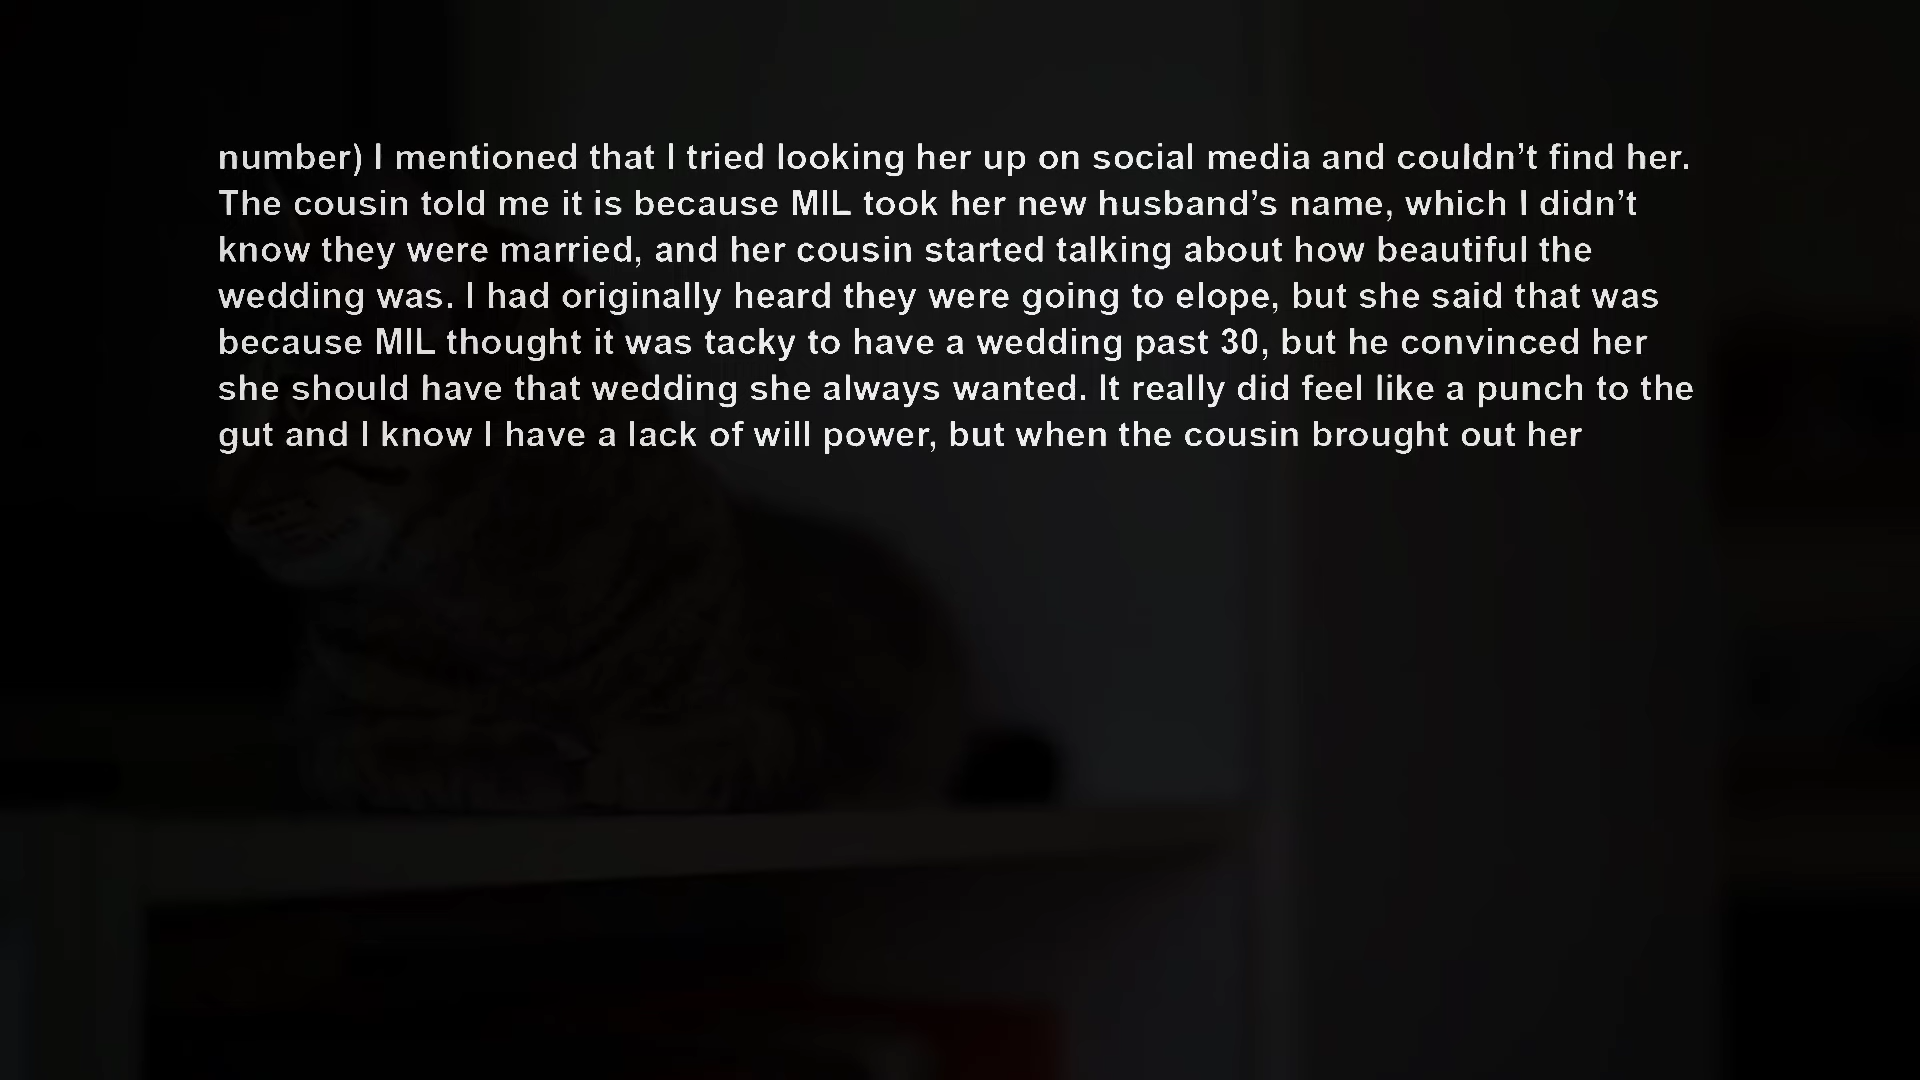 number) I mentioned that I tried looking her up on social media and couldn’t find her.
The cousin told me it is because MIL took her new husband’s name, which I didn’t
know they were married, and her cousin started talking about how beautiful the
wedding was. I had originally heard they were going to elope, but she said that was
because MIL thought it was tacky to have a wedding past 30, but he convinced her
she should have that wedding she always wanted. It really did feel like a punch to the
gut and I know I have a lack of will power, but when the cousin brought out her